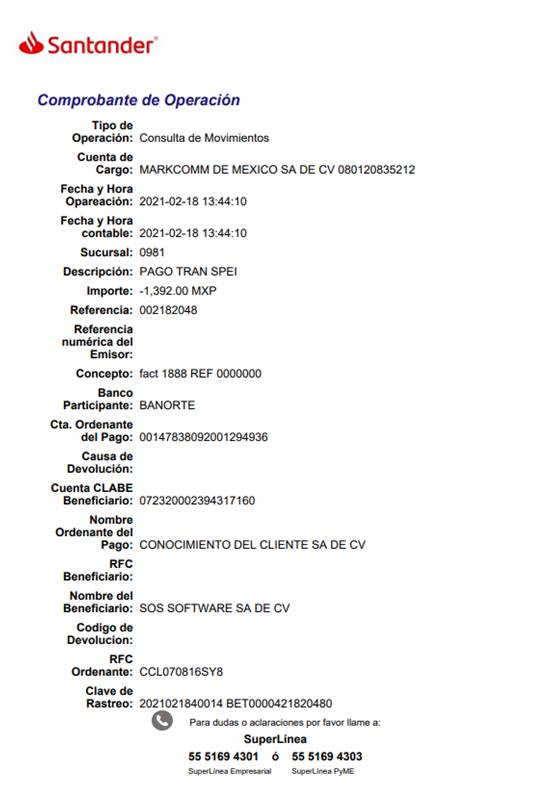 Santander®
Comprobante de Operación
Tipo de
Operación: Consulta de Movimientos
Cuenta de
Cargo: MARKCOMM DE MEXICO SA DE CV 080120835212
Fecha y Hora
Opareación: 2021-02-18 13:44:10
Fecha y Hora
contable: 2021-02-18 13:44:10
Sucursal: 0981
Descripción: PAGO TRAN SPEI
Importe: -1,392.00 MXP
Referencia: 002182048
Referencia
numérica del
Emisor:
Concepto: fact 1888 REF 0000000
Banco
Participante: BANORTE
Cta. Ordenante
del Pago: 00147838092001294936
Causa de
Devolución:
Cuenta CLABE
Beneficiario: 072320002394317160
Nombre
Ordenante del
Pago: CONOCIMIENTO DEL CLIENTE SA DE CV
RFC
Beneficiario:
Nombre del
Beneficiario: SOS SOFTWARE SA DE CV
Codigo de
Devolucion:
RFC
Ordenante: CCL070816SY8
Clave de
Rastreo: 2021021840014 BET0000421820480
Para dudas o aclaraciones por favor llame a:
SuperLínea
55 5169 4301 ó 55 5169 4303
SuperLínea Empresarial SuperLínea PyME